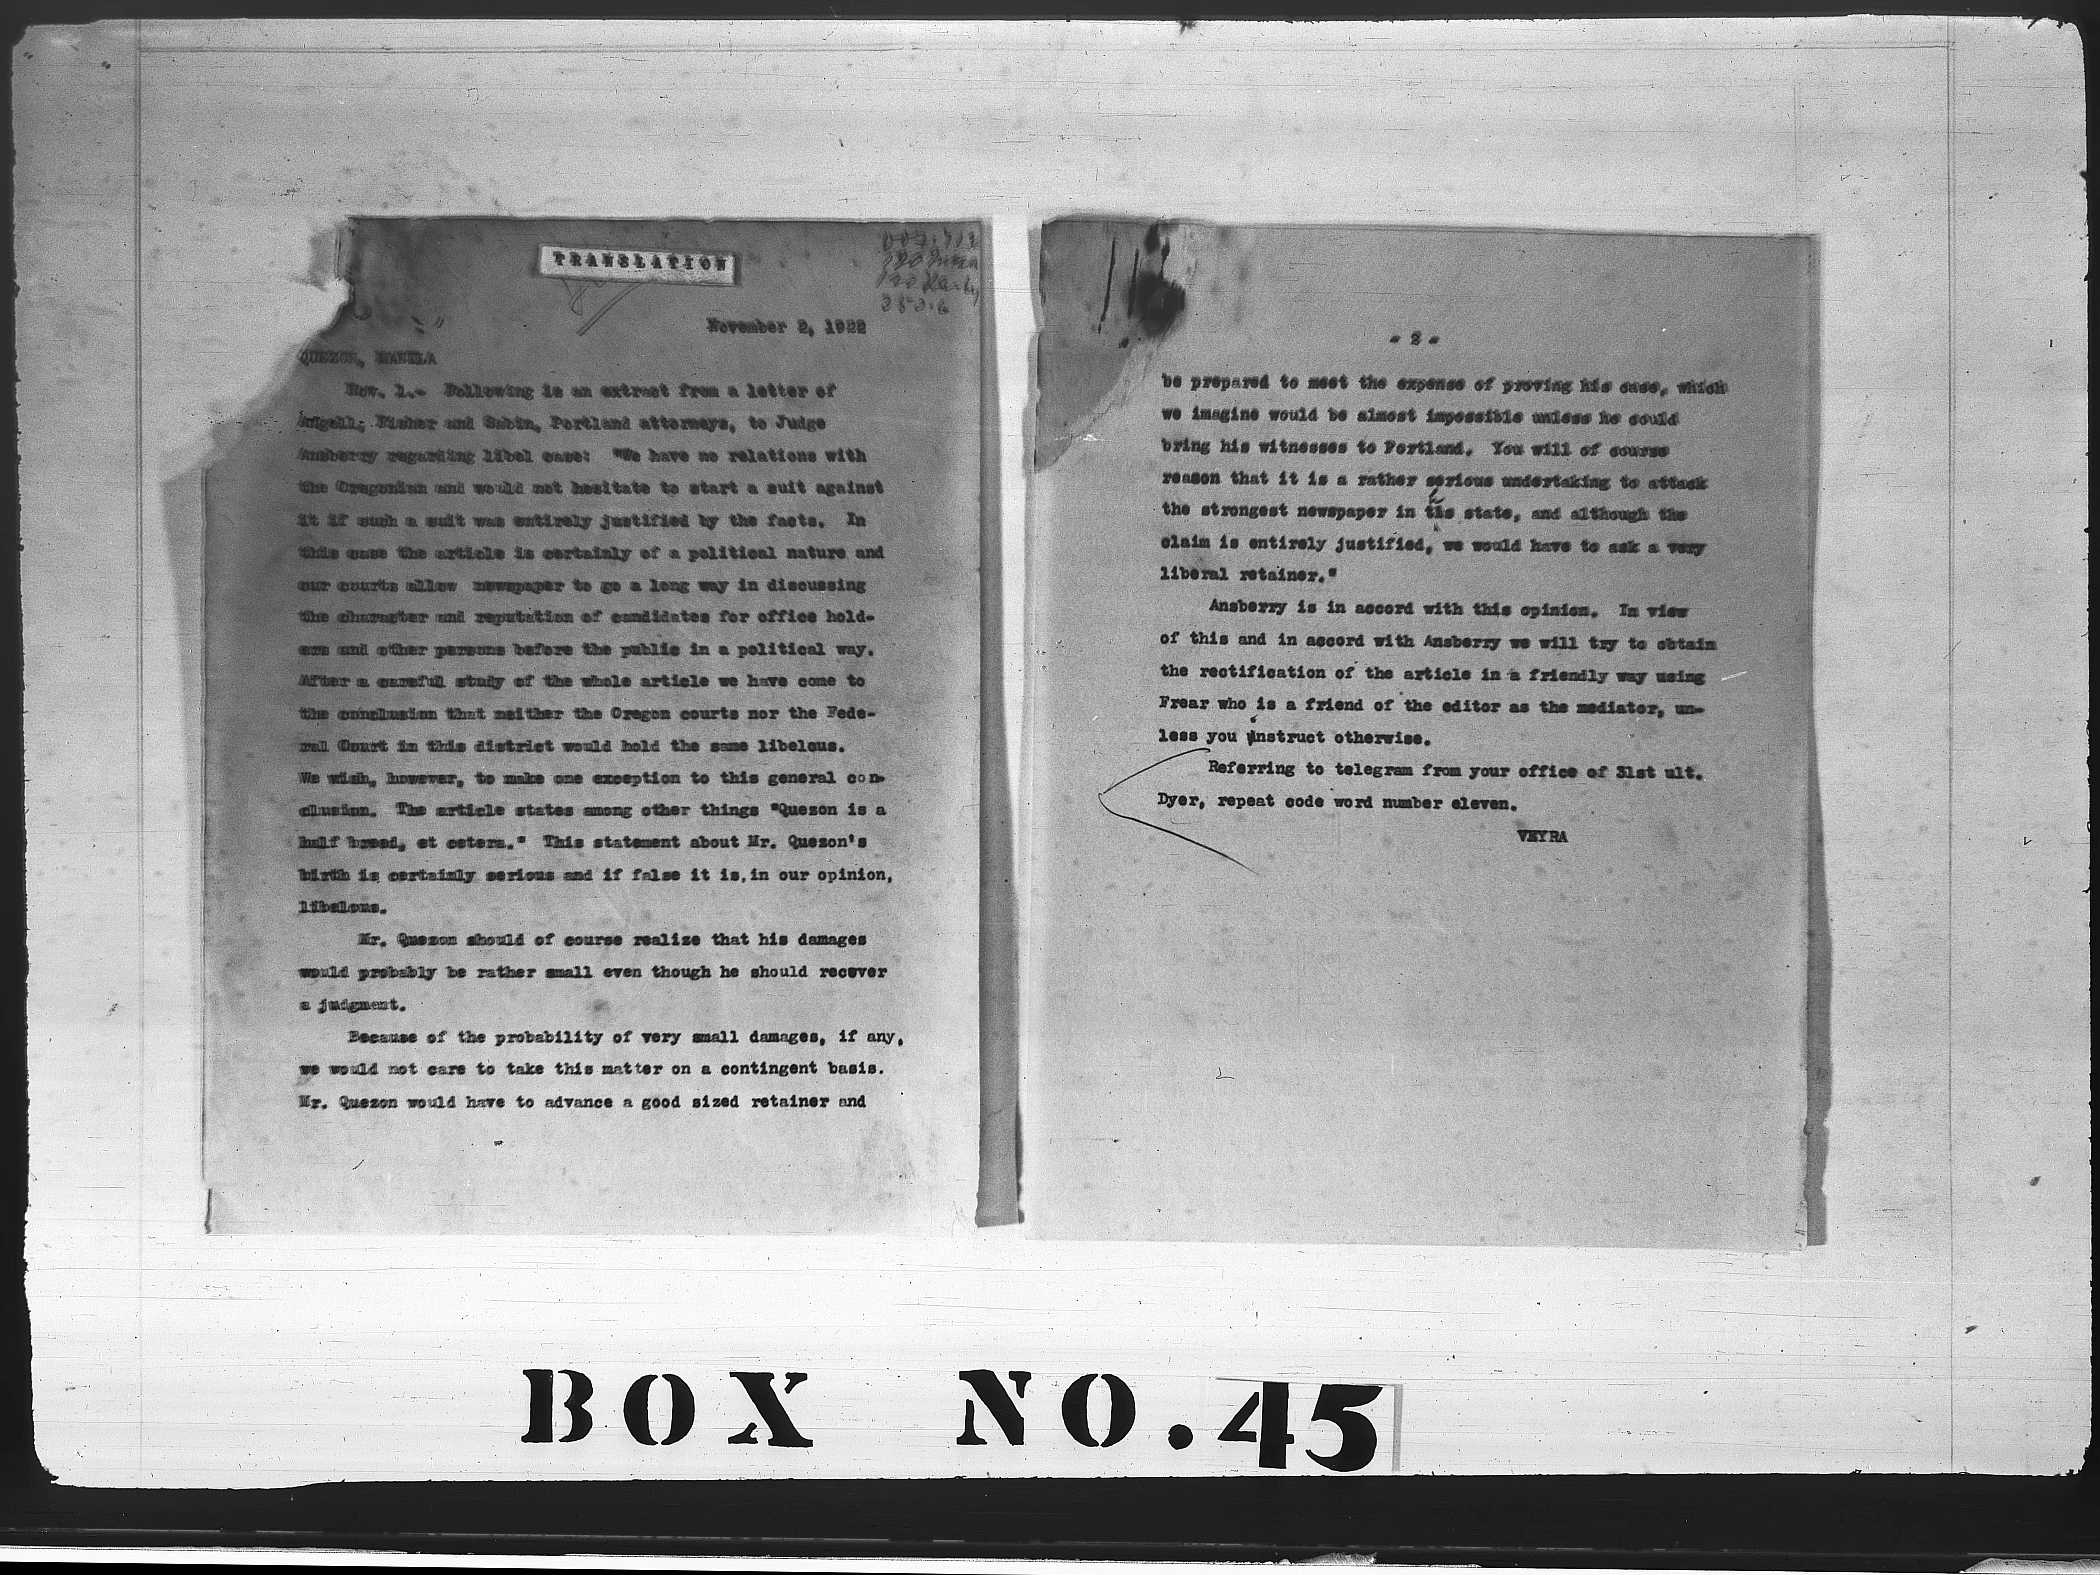 TRANSLATION
350.6
November 2, 1922
QUEZON, MANILA
Nov. 1.- Following is an extract from a letter of
Angell, Fisher and Sabin, Portland attorneys, to Judge
Ansberry regarding libel case: "We have no relations with
the Oregonian and would not hesitate to start a suit against
it if such a suit was entirely justified by the facts. In
this case the article is certainly of a political nature and
our courts allow newspaper to go a long way in discussing
the character and reputation of candidates for office hold-
ers and other persons before the public in a political way.
After a careful study of the whole article we have come to
the conclusion that neither the Oregon courts nor the Fede-
ral Court in this district would hold the same libelous.
We wish, however, to make one exception to this general con-
clusion. The article states among other things "Quezon is a
half breed, et cetera." This statement about Mr. Quezon's
birth is certainly serious and if false it is, in our opinion,
libelous.
Mr. Quezon should of course realize that his damages
would probably be rather small even though he should recover
a judgment.
Because of the probability of very small damages, if any,
we would not care to take this matter on a contingent basis.
Mr. Quezon would have to advance a good sized retainer and
- 2 -
be prepared to meet the expense of proving his case, which
we imagine would be almost impossible unless he could
bring his witnesses to Portland. You will of course
reason that it is a rather serious undertaking to attack
the strongest newspaper in the state, and although the
claim is entirely justified, we would have to ask a very
liberal retainer."
Ansberry is in accord with this opinion. In view
of this and in accord with Ansberry we will try to obtain
the rectification of the article in a friendly way using
Frear who is a friend of the editor as the mediator, un-
less you instruct otherwise.
Referring to telegram from your office of 31st ult.
Dyer, repeat code word number eleven.
VEYRA
BOX NO.45